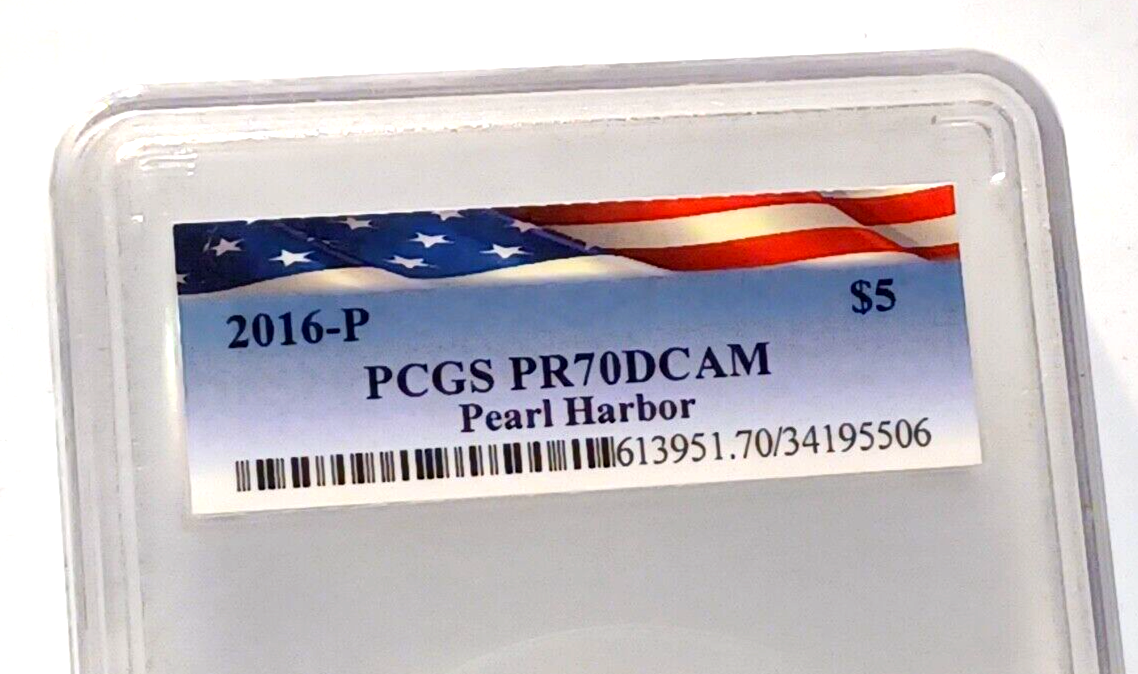 2016-P $5
PCGS PR70DCAM
Pearl Harbor
613951.70/34195506